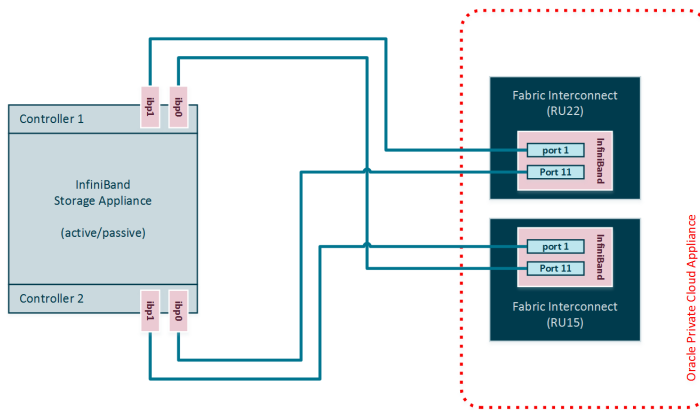 ibp1
ibp0
Controller 1
InfiniBand
Storage Appliance
(active/passive)
Controller 2
ibp1
ibp0
Fabric Interconnect
(RU22)
port 1
Port 11
InfiniBand
port 1
Port 11
InfiniBand
Fabric Interconnect
(RU15)
Oracle Private Cloud Appliance